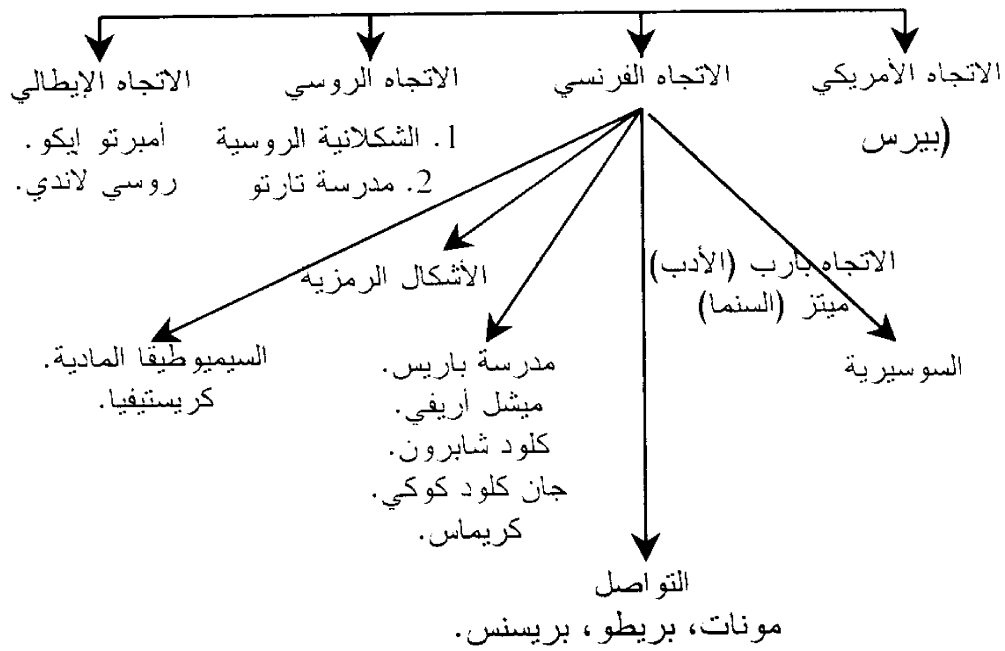 الاتجاه الأمريكي
(بيرس
الاتجاه الفرنسي
الاتجاه الروسي
1. الشكلانية الروسية
2. مدرسة تارتو
الاتجاه الإيطالي
أمبرتو إيكو.
روسي لاندي.
الاتجاه بارب (الأدب)
ميتز (السنما)
السوسيرية
الأشكال الرمزية
مدرسة باريس.
ميشل أريفي.
كلود شابرون.
جان كلود كوكي.
كريماس.
السيميوطيقا المادية.
كريستيفيا.
التواصل
مونات، بريطو، بريسنس.